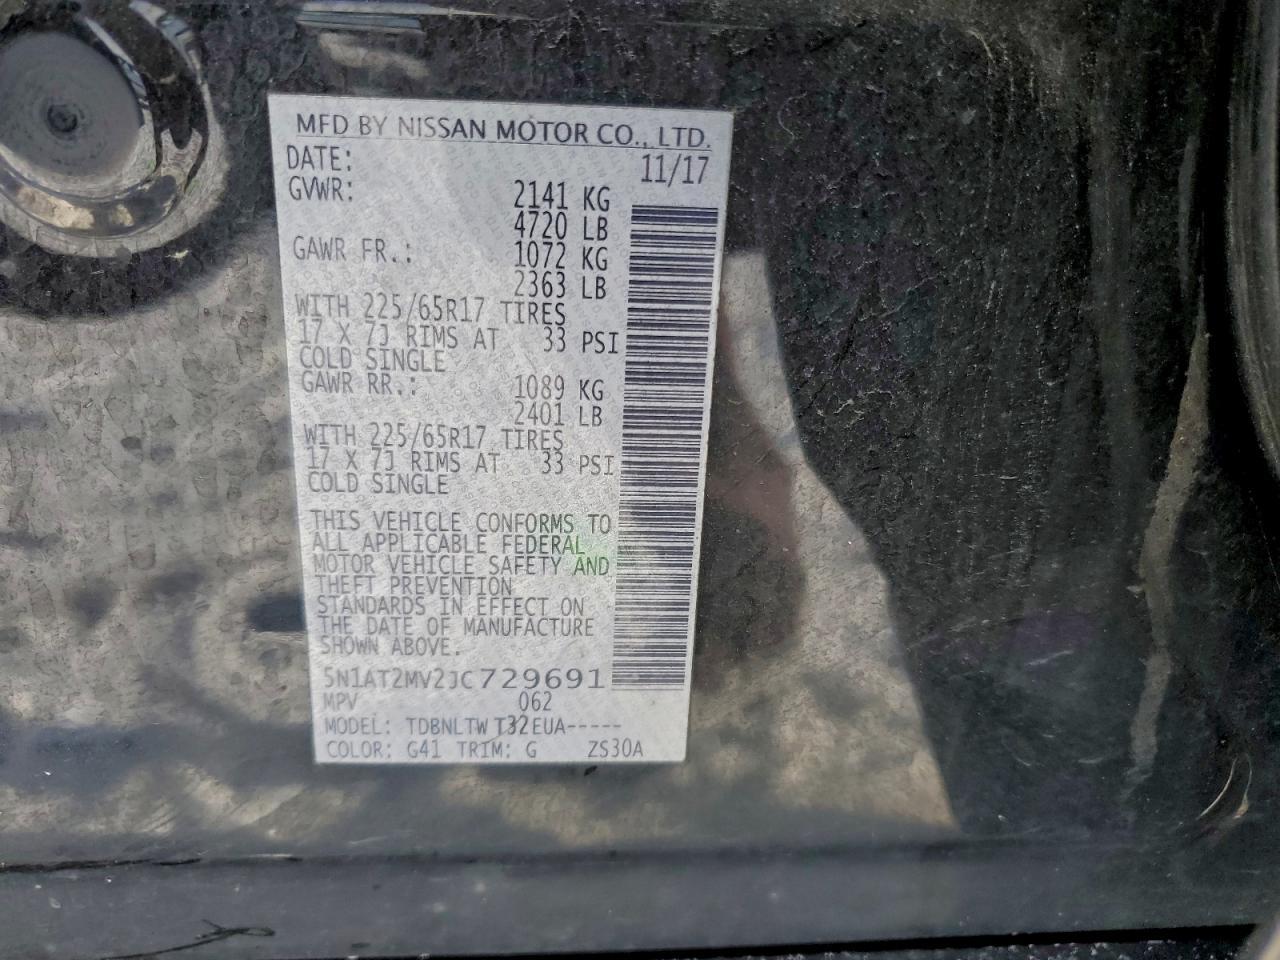 MFD BY NISSAN MOTOR CO., LTD.
DATE: 11/17
GVWR: 2141 KG
4720 LB
GAWR FR.: 1072 KG
2363 LB
WITH 225/65R17 TIRES
17 X 7J RIMS AT 33 PSI
COLD SINGLE
GAWR RR.: 1089 KG
2401 LB
WITH 225/65R17 TIRES
17 X 7J RIMS AT 33 PSI
COLD SINGLE
THIS VEHICLE CONFORMS TO
ALL APPLICABLE FEDERAL
MOTOR VEHICLE SAFETY AND
THEFT PREVENTION
STANDARDS IN EFFECT ON
THE DATE OF MANUFACTURE
SHOWN ABOVE.
5N1AT2MV2JC729691
MPV 062
MODEL: TDBNLTWT32EUA-----
COLOR: G41 TRIM: G ZS30A